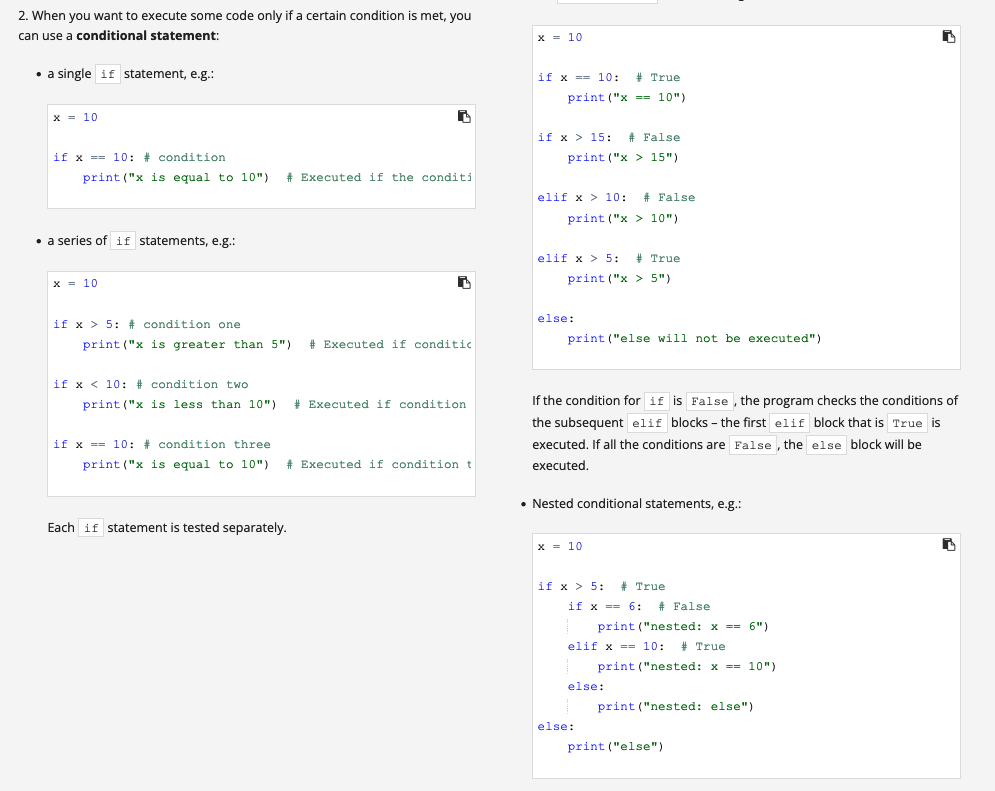 2. When you want to execute some code only if a certain condition is met, you
can use a conditional statement:
• a single if statement, e.g.:
x = 10
if x == 10: # condition
    print("x is equal to 10")  # Executed if the conditi
• a series of if statements, e.g.:
x = 10
if x > 5: # condition one
    print("x is greater than 5")  # Executed if conditic
if x < 10: # condition two
    print("x is less than 10")  # Executed if condition
if x == 10: # condition three
    print("x is equal to 10")  # Executed if condition t
Each if statement is tested separately.
x = 10
if x == 10:  # True
    print("x == 10")
if x > 15:  # False
    print("x > 15")
elif x > 10:  # False
    print("x > 10")
elif x > 5:  # True
    print("x > 5")
else:
    print("else will not be executed")
If the condition for if is False, the program checks the conditions of
the subsequent elif blocks – the first elif block that is True is
executed. If all the conditions are False, the else block will be
executed.
• Nested conditional statements, e.g.:
x = 10
if x > 5:  # True
    if x == 6:  # False
        print("nested: x == 6")
    elif x == 10:  # True
        print("nested: x == 10")
    else:
        print("nested: else")
else:
    print("else")